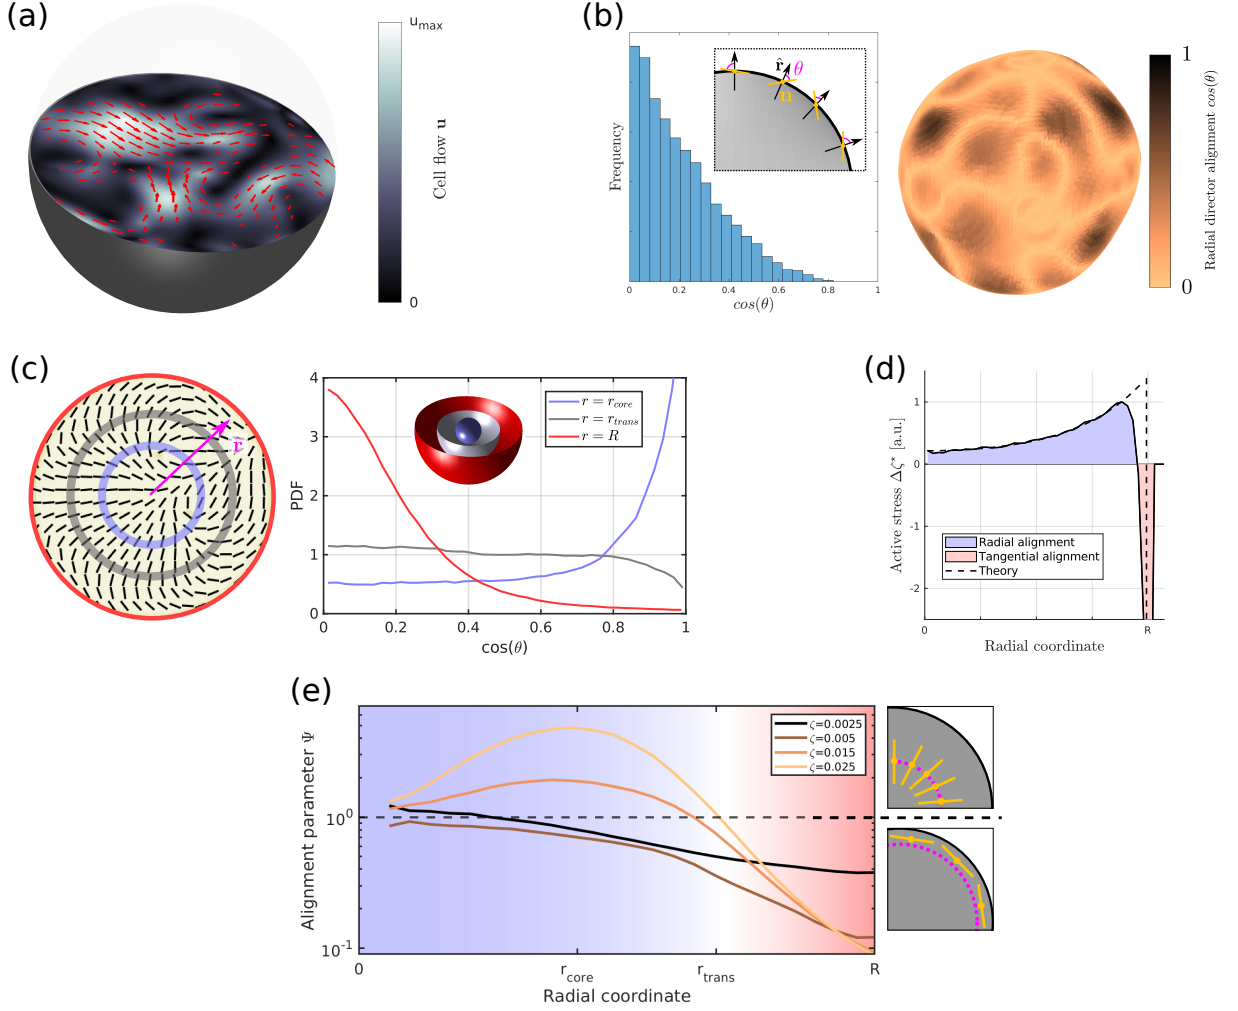 (a)
u_max
Cell flow u
0
(b)
Frequency
r̂
θ
n
0
0.2
0.4
0.6
0.8
1
cos(θ)
1
0
Radial director alignment cos(θ)
(c)
r̂
4
3
2
1
0
PDF
r = r_core
r = r_trans
r = R
0
0.2
0.4
0.6
0.8
1
cos(θ)
(d)
Active stress Δζ* [a.u.]
1
0
-1
-2
Radial alignment
Tangential alignment
Theory
0
R
Radial coordinate
(e)
Alignment parameter Ψ
10^0
10^-1
ζ=0.0025
ζ=0.005
ζ=0.015
ζ=0.025
0
r_core
r_trans
R
Radial coordinate